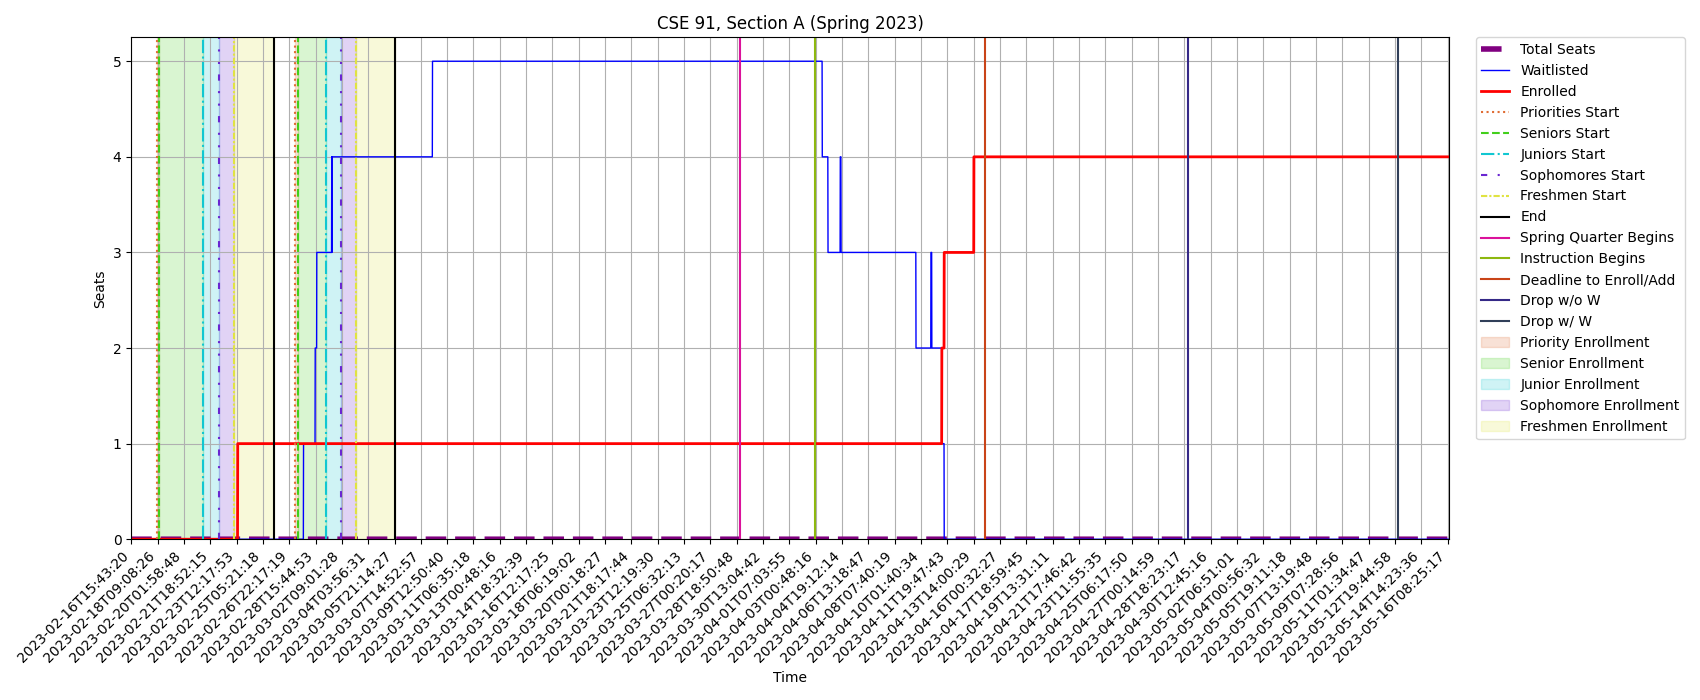 CSE 91, Section A (Spring 2023)
Seats
5
4
3
2
1
0
2023-02-16T15:43:20
2023-02-18T09:08:26
2023-02-20T01:58:48
2023-02-21T18:52:15
2023-02-23T12:17:53
2023-02-25T05:21:18
2023-02-26T22:17:19
2023-02-28T15:44:53
2023-03-02T09:01:28
2023-03-04T03:56:31
2023-03-05T21:14:27
2023-03-07T14:52:57
2023-03-09T12:50:40
2023-03-11T06:35:18
2023-03-13T00:48:16
2023-03-14T18:32:39
2023-03-16T12:17:25
2023-03-18T06:19:02
2023-03-20T00:18:27
2023-03-21T18:17:44
2023-03-23T12:19:30
2023-03-25T06:32:13
2023-03-27T00:20:17
2023-03-28T18:50:48
2023-03-30T13:04:42
2023-04-01T07:03:55
2023-04-03T00:48:16
2023-04-04T19:12:14
2023-04-06T13:18:47
2023-04-08T07:40:19
2023-04-10T01:40:34
2023-04-11T19:47:43
2023-04-13T14:00:29
2023-04-16T00:32:27
2023-04-17T18:59:45
2023-04-19T13:31:11
2023-04-21T17:46:42
2023-04-23T11:55:35
2023-04-25T06:17:50
2023-04-27T00:14:59
2023-04-28T18:23:17
2023-04-30T12:45:16
2023-05-02T06:51:01
2023-05-04T00:56:32
2023-05-05T19:11:18
2023-05-07T13:19:48
2023-05-09T07:28:56
2023-05-11T01:34:47
2023-05-12T19:44:58
2023-05-14T14:23:36
2023-05-16T08:25:17
Time
Total Seats
Waitlisted
Enrolled
Priorities Start
Seniors Start
Juniors Start
Sophomores Start
Freshmen Start
End
Spring Quarter Begins
Instruction Begins
Deadline to Enroll/Add
Drop w/o W
Drop w/ W
Priority Enrollment
Senior Enrollment
Junior Enrollment
Sophomore Enrollment
Freshmen Enrollment